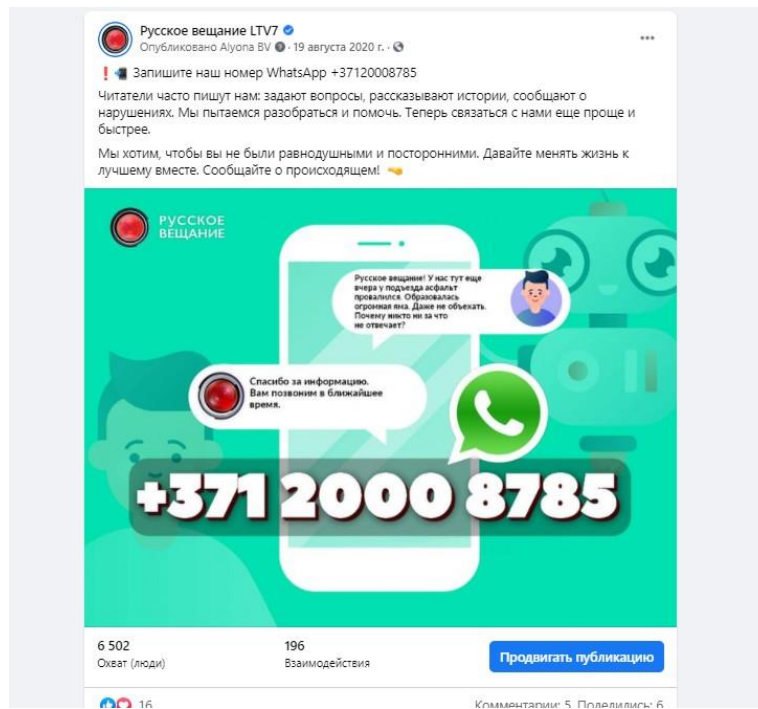 Русское вещание LTV7
Опубликовано Alyona BV · 19 августа 2020 г. ·
❗📲 Запишите наш номер WhatsApp +37120008785
Читатели часто пишут нам: задают вопросы, рассказывают истории, сообщают о
нарушениях. Мы пытаемся разобраться и помочь. Теперь связаться с нами еще проще и
быстрее.
Мы хотим, чтобы вы не были равнодушными и посторонними. Давайте менять жизнь к
лучшему вместе. Сообщайте о происходящем! 🤜
РУССКОЕ
ВЕЩАНИЕ
Русское вещание! У нас тут еще
вчера у подъезда асфальт
провалился. Образовалась
огромная яма. Даже не объехать.
Почему никто ни за что
не отвечает?
Спасибо за информацию.
Вам позвоним в ближайшее
время.
+371 2000 8785
6 502
Охват (люди)
196
Взаимодействия
Продвигать публикацию
16
Комментарии: 5 Поделились: 6